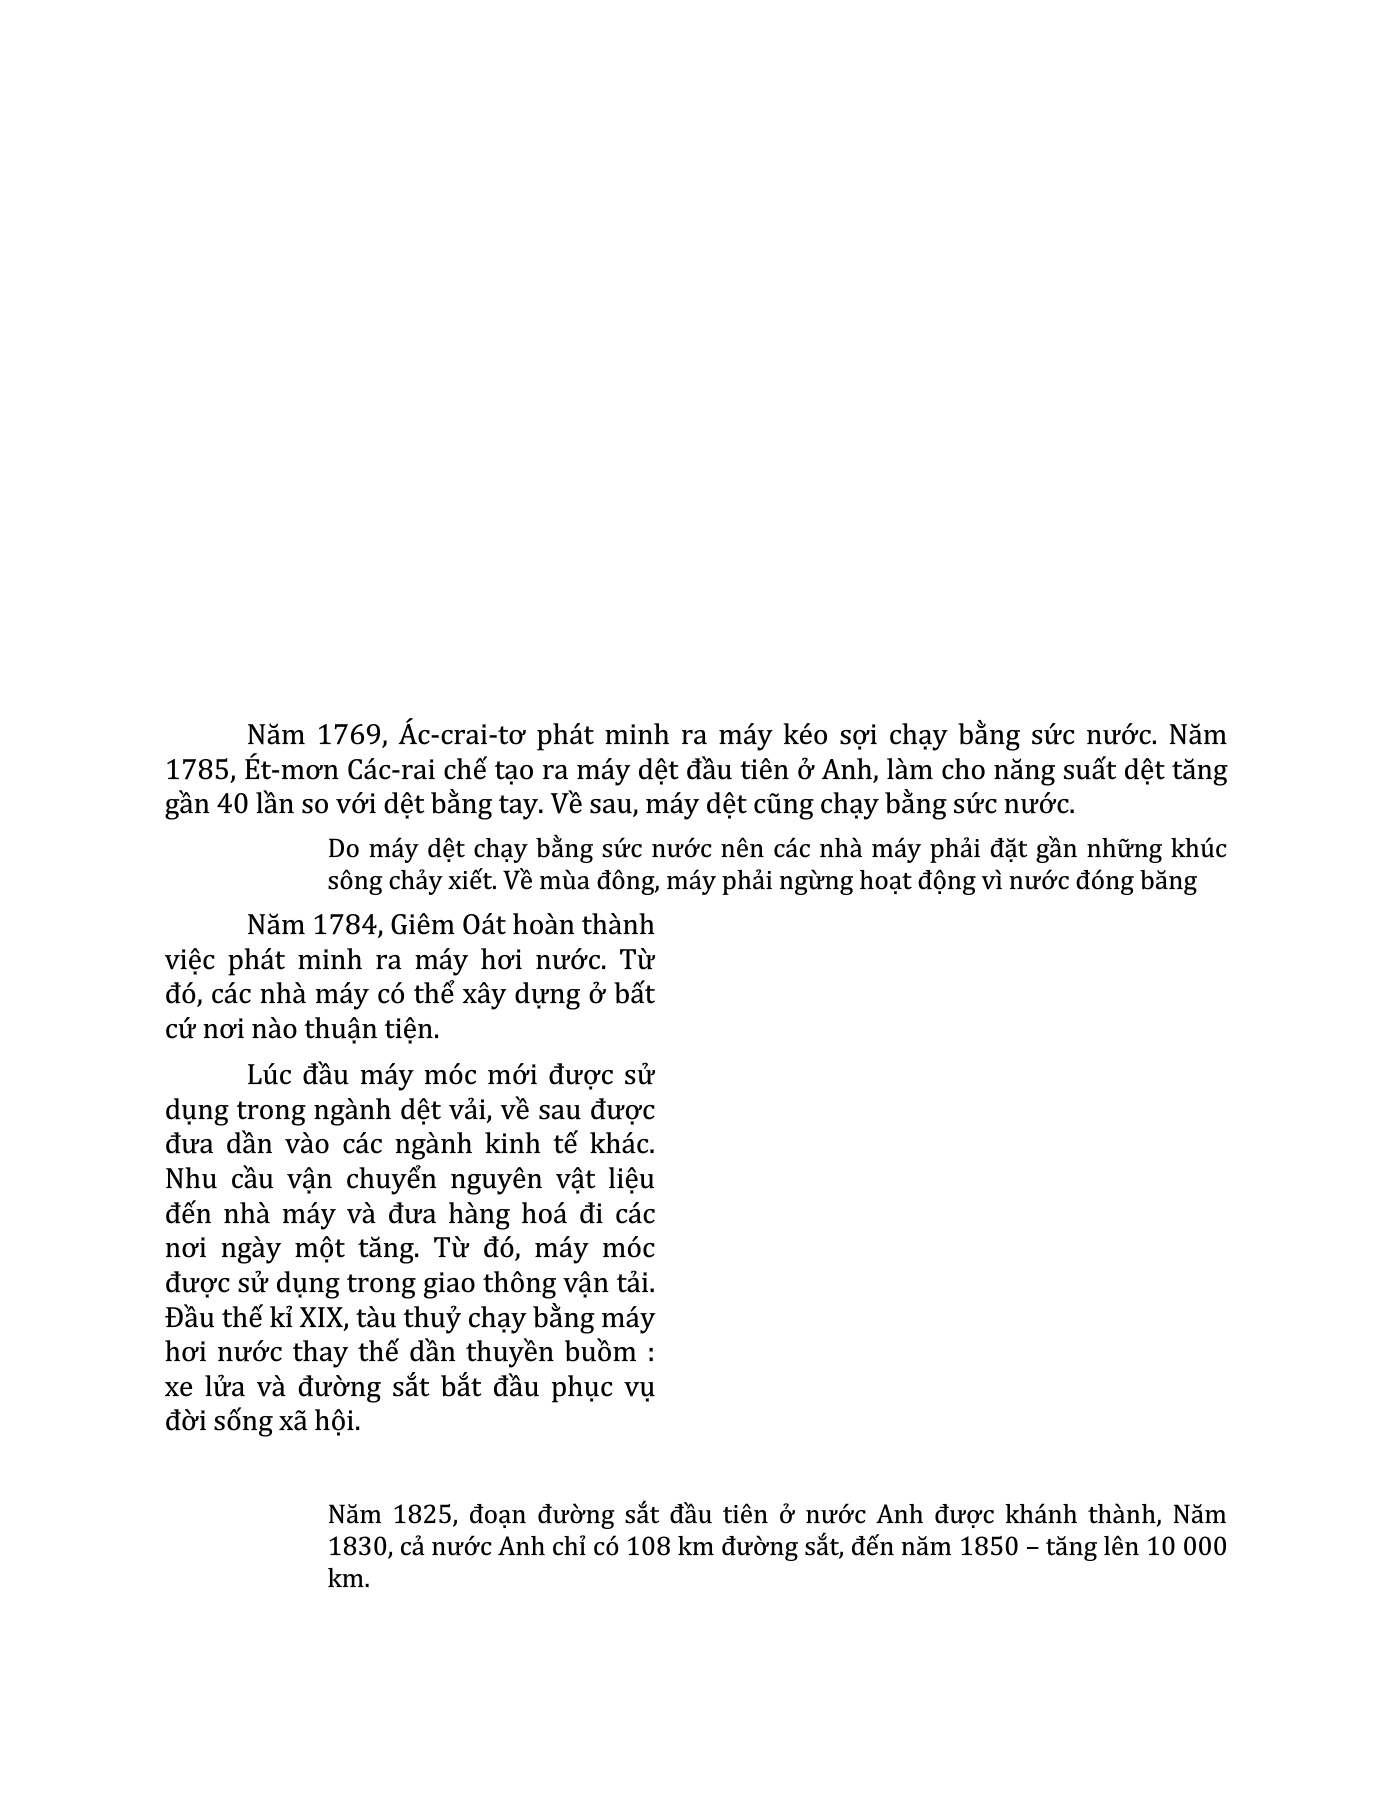 Năm 1769, Ác-crai-tơ phát minh ra máy kéo sợi chạy bằng sức nước. Năm
1785, Ét-mơn Các-rai chế tạo ra máy dệt đầu tiên ở Anh, làm cho năng suất dệt tăng
gần 40 lần so với dệt bằng tay. Về sau, máy dệt cũng chạy bằng sức nước.
Do máy dệt chạy bằng sức nước nên các nhà máy phải đặt gần những khúc
sông chảy xiết. Về mùa đông, máy phải ngừng hoạt động vì nước đóng băng
Năm 1784, Giêm Oát hoàn thành
việc phát minh ra máy hơi nước. Từ
đó, các nhà máy có thể xây dựng ở bất
cứ nơi nào thuận tiện.
Lúc đầu máy móc mới được sử
dụng trong ngành dệt vải, về sau được
đưa dần vào các ngành kinh tế khác.
Nhu cầu vận chuyển nguyên vật liệu
đến nhà máy và đưa hàng hoá đi các
nơi ngày một tăng. Từ đó, máy móc
được sử dụng trong giao thông vận tải.
Đầu thế kỉ XIX, tàu thuỷ chạy bằng máy
hơi nước thay thế dần thuyền buồm :
xe lửa và đường sắt bắt đầu phục vụ
đời sống xã hội.
Năm 1825, đoạn đường sắt đầu tiên ở nước Anh được khánh thành, Năm
1830, cả nước Anh chỉ có 108 km đường sắt, đến năm 1850 – tăng lên 10 000
km.